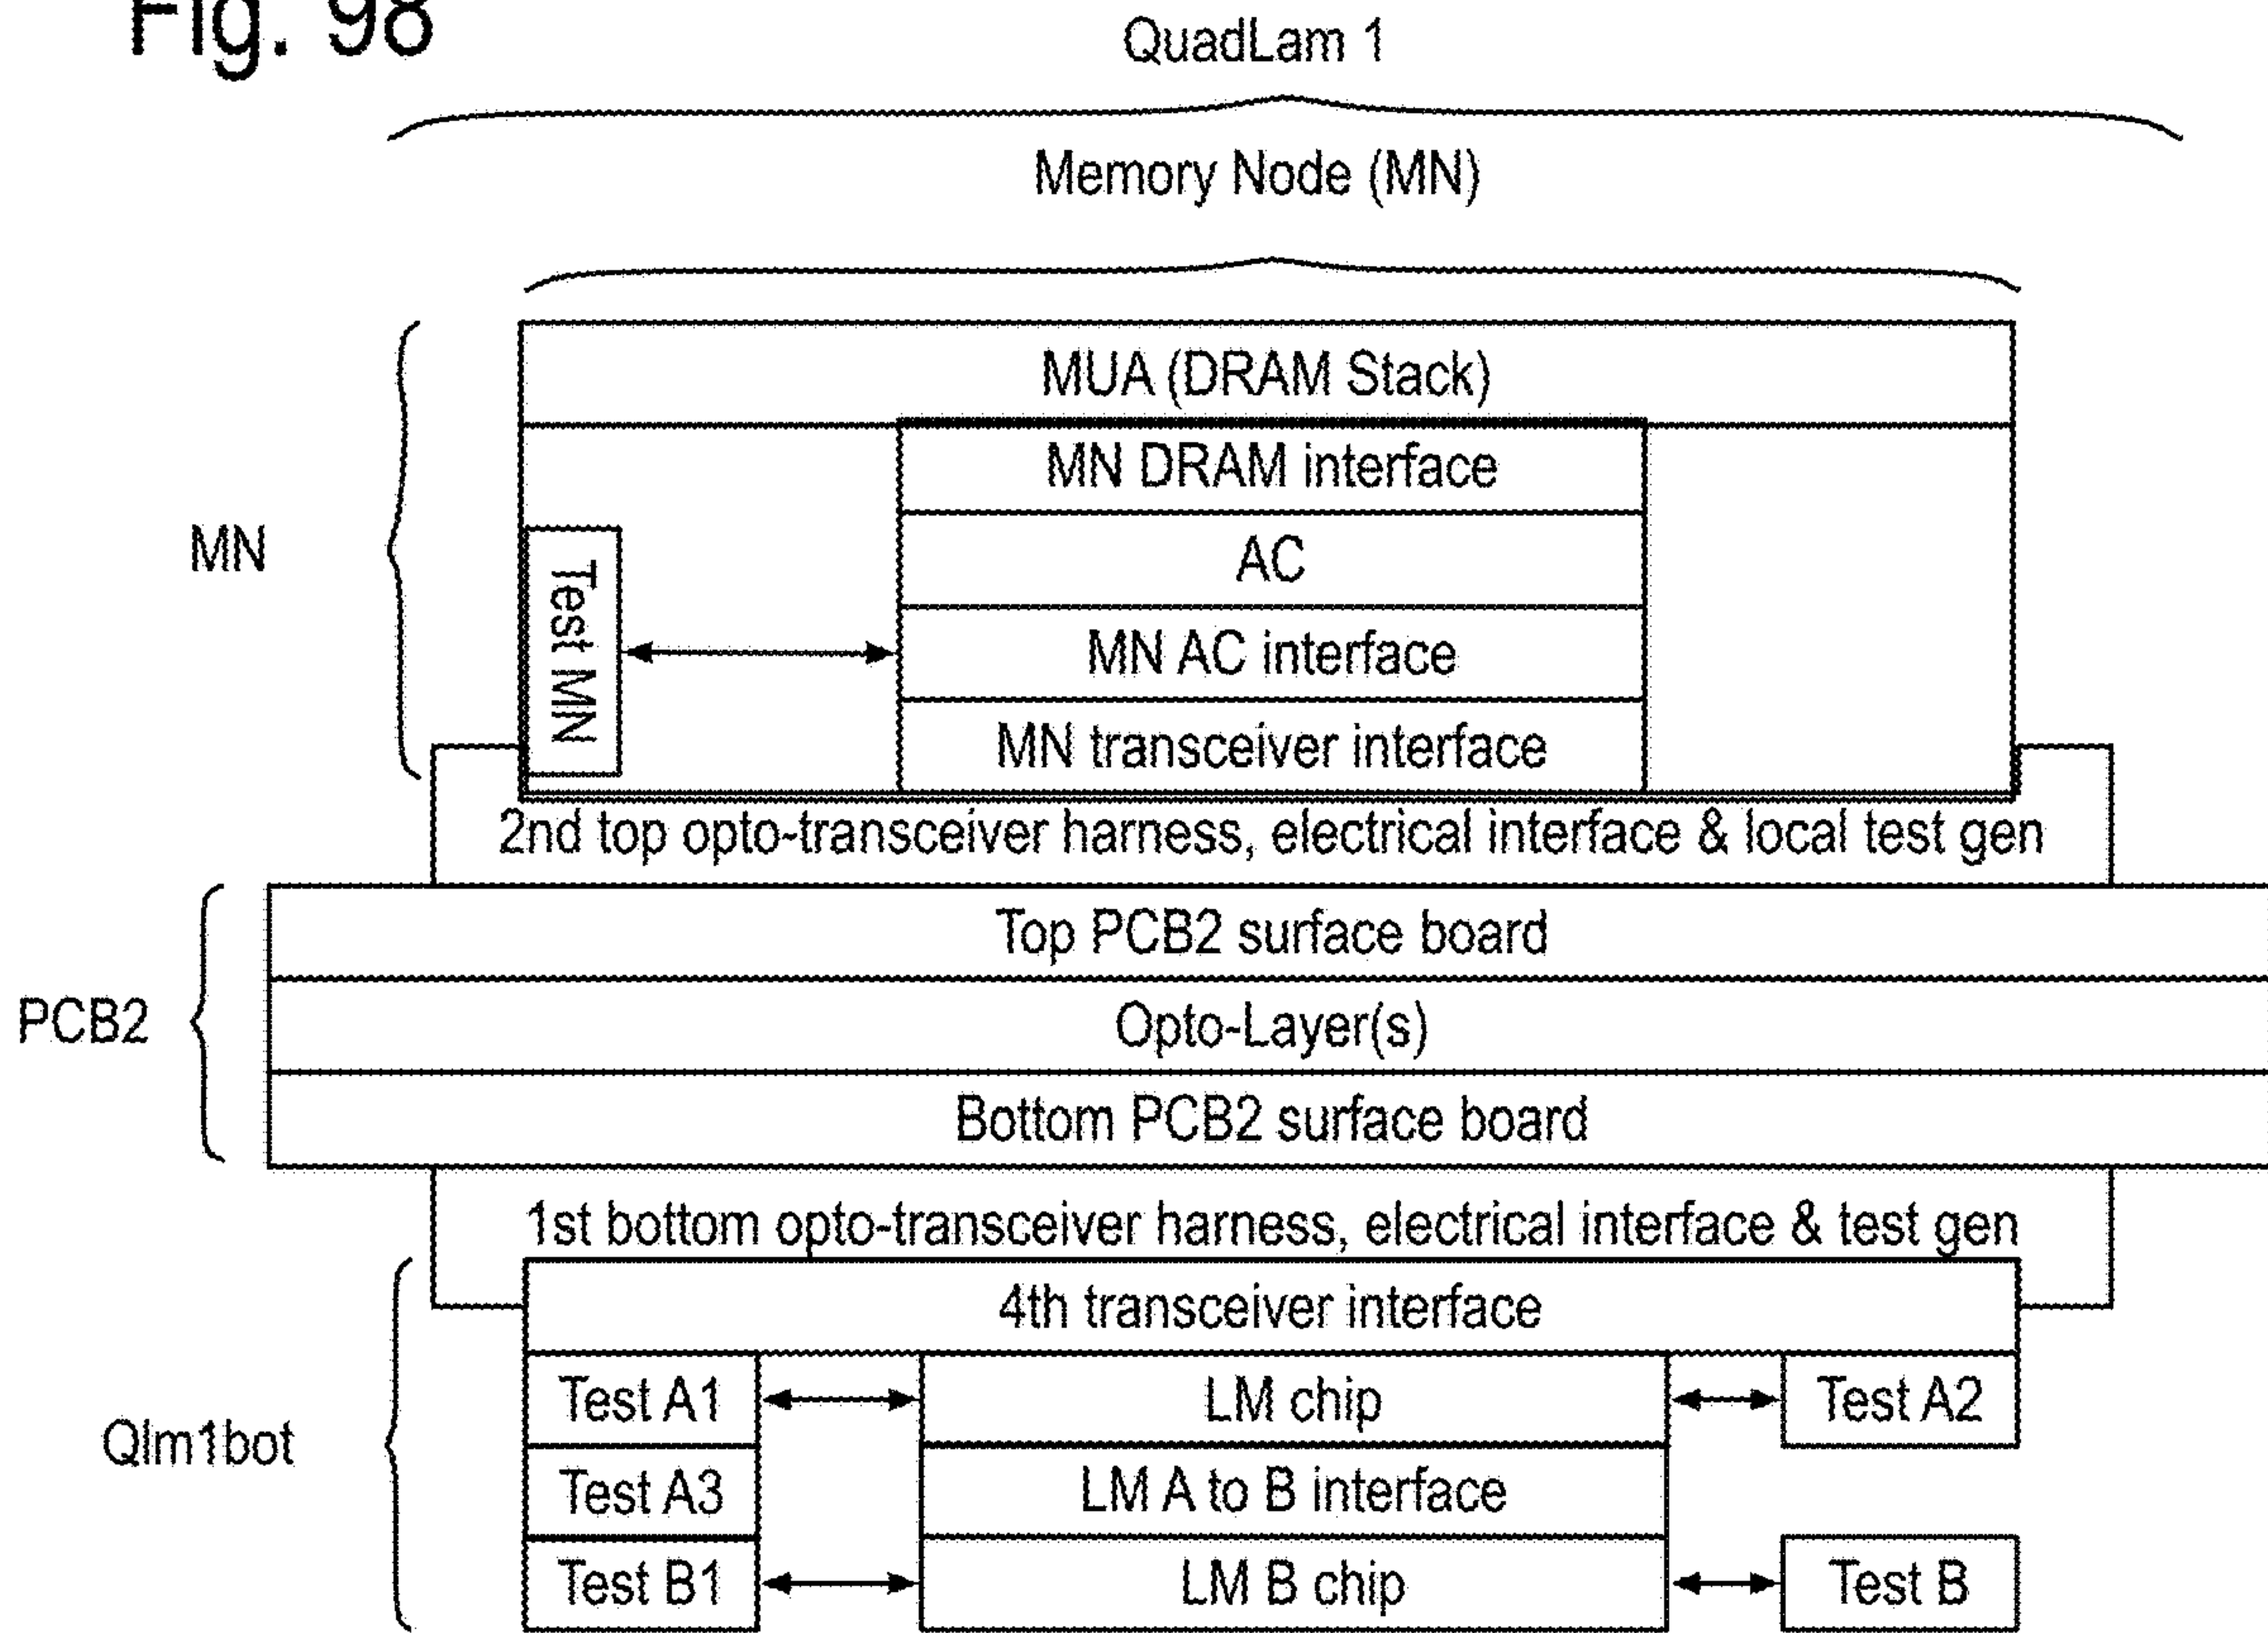 Fig. 98
QuadLam 1
Memory Node (MN)
MUA (DRAM Stack)
MN DRAM interface
MN
AC
Test MN
MN AC interface
MN transceiver interface
2nd top opto-transceiver harness, electrical interface & local test gen
Top PCB2 surface board
PCB2
Opto-Layer(s)
Bottom PCB2 surface board
1st bottom opto-transceiver harness, electrical interface & test gen
4th transceiver interface
Test A1
LM chip
Test A2
Qlm1bot
Test A3
LM A to B interface
Test B1
LM B chip
Test B